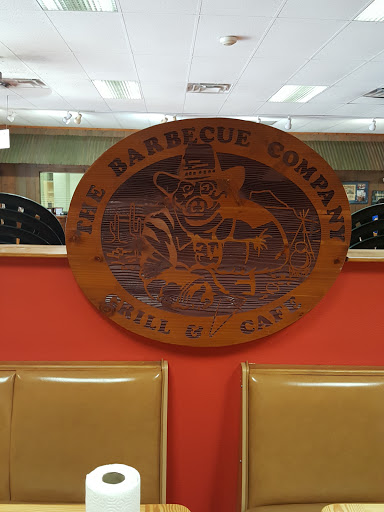 THE BARBECUE COMPANY
GRILL & CAFE